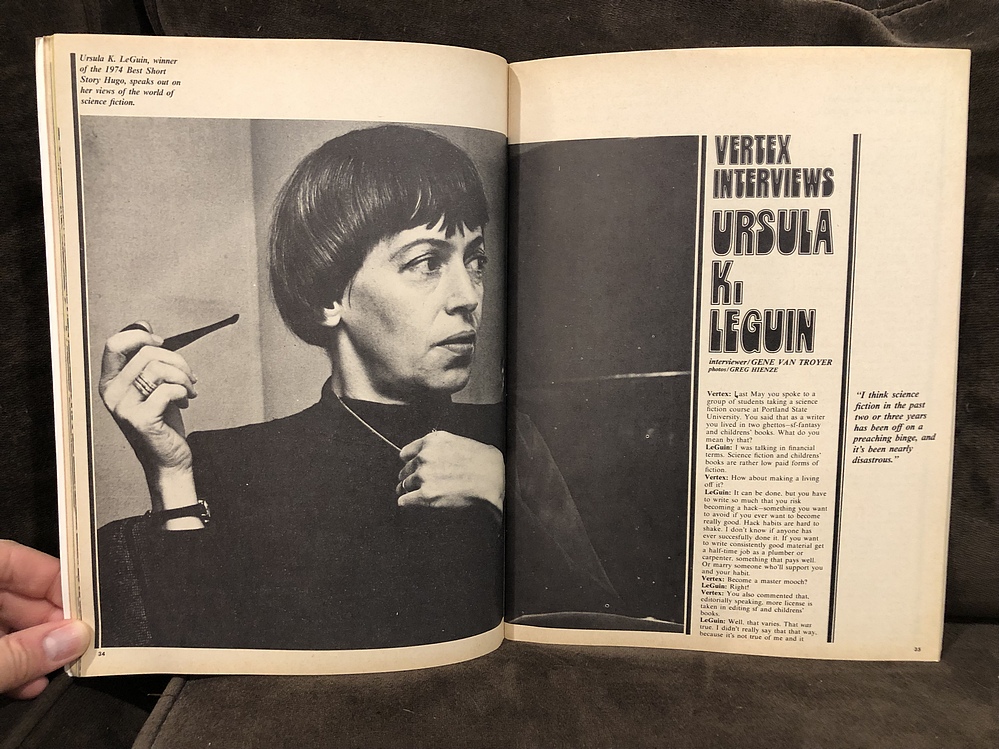 Ursula K. LeGuin, winner
of the 1974 Best Short
Story Hugo, speaks out on
her views of the world of
science fiction.
34
VERTEX
INTERVIEWS
URSULA
K.
LEGUIN
interviewer/GENE VAN TROYER
photos/GREG HIENZE
Vertex: Last May you spoke to a
group of students taking a science
fiction course at Portland State
University. You said that as a writer
you lived in two ghettos—sf-fantasy
and childrens' books. What do you
mean by that?
LeGuin: I was talking in financial
terms. Science fiction and childrens'
books are rather low paid forms of
fiction.
Vertex: How about making a living
off it?
LeGuin: It can be done, but you have
to write so much that you risk
becoming a hack—something you want
to avoid if you ever want to become
really good. Hack habits are hard to
shake. I don't know if anyone has
ever succesfully done it. If you want
to write consistently good material get
a half-time job as a plumber or
carpenter, something that pays well.
Or marry someone who'll support you
and your habit.
Vertex: Become a master mooch?
LeGuin: Right!
Vertex: You also commented that,
editorially speaking, more license is
taken in editing sf and childrens'
books.
LeGuin: Well, that varies. That was
true. I didn't really say that that way,
because it's not true of me and it
"I think science
fiction in the past
two or three years
has been off on a
preaching binge, and
it's been nearly
disastrous."
35